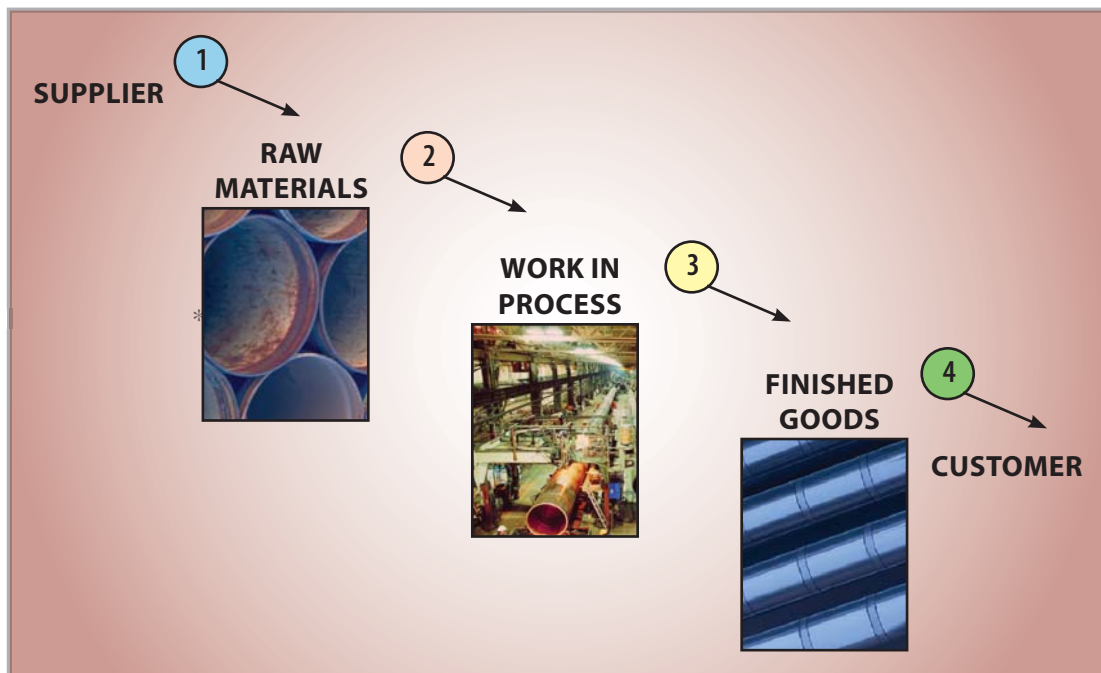 1
SUPPLIER
RAW
MATERIALS
2
WORK IN
PROCESS
3
*
FINISHED
GOODS
4
CUSTOMER